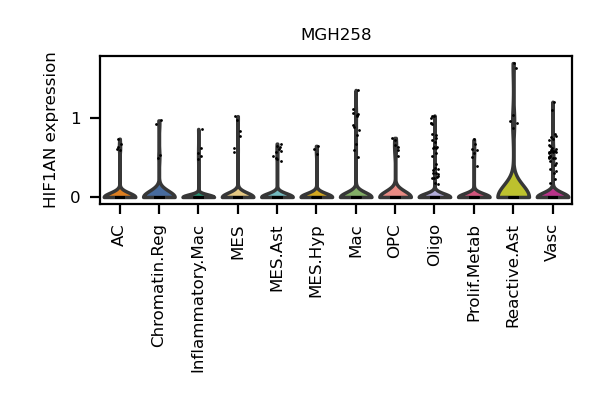 MGH258
HIF1AN expression
1
0
AC
Chromatin.Reg
Inflammatory.Mac
MES
MES.Ast
MES.Hyp
Mac
OPC
Oligo
Prolif.Metab
Reactive.Ast
Vasc